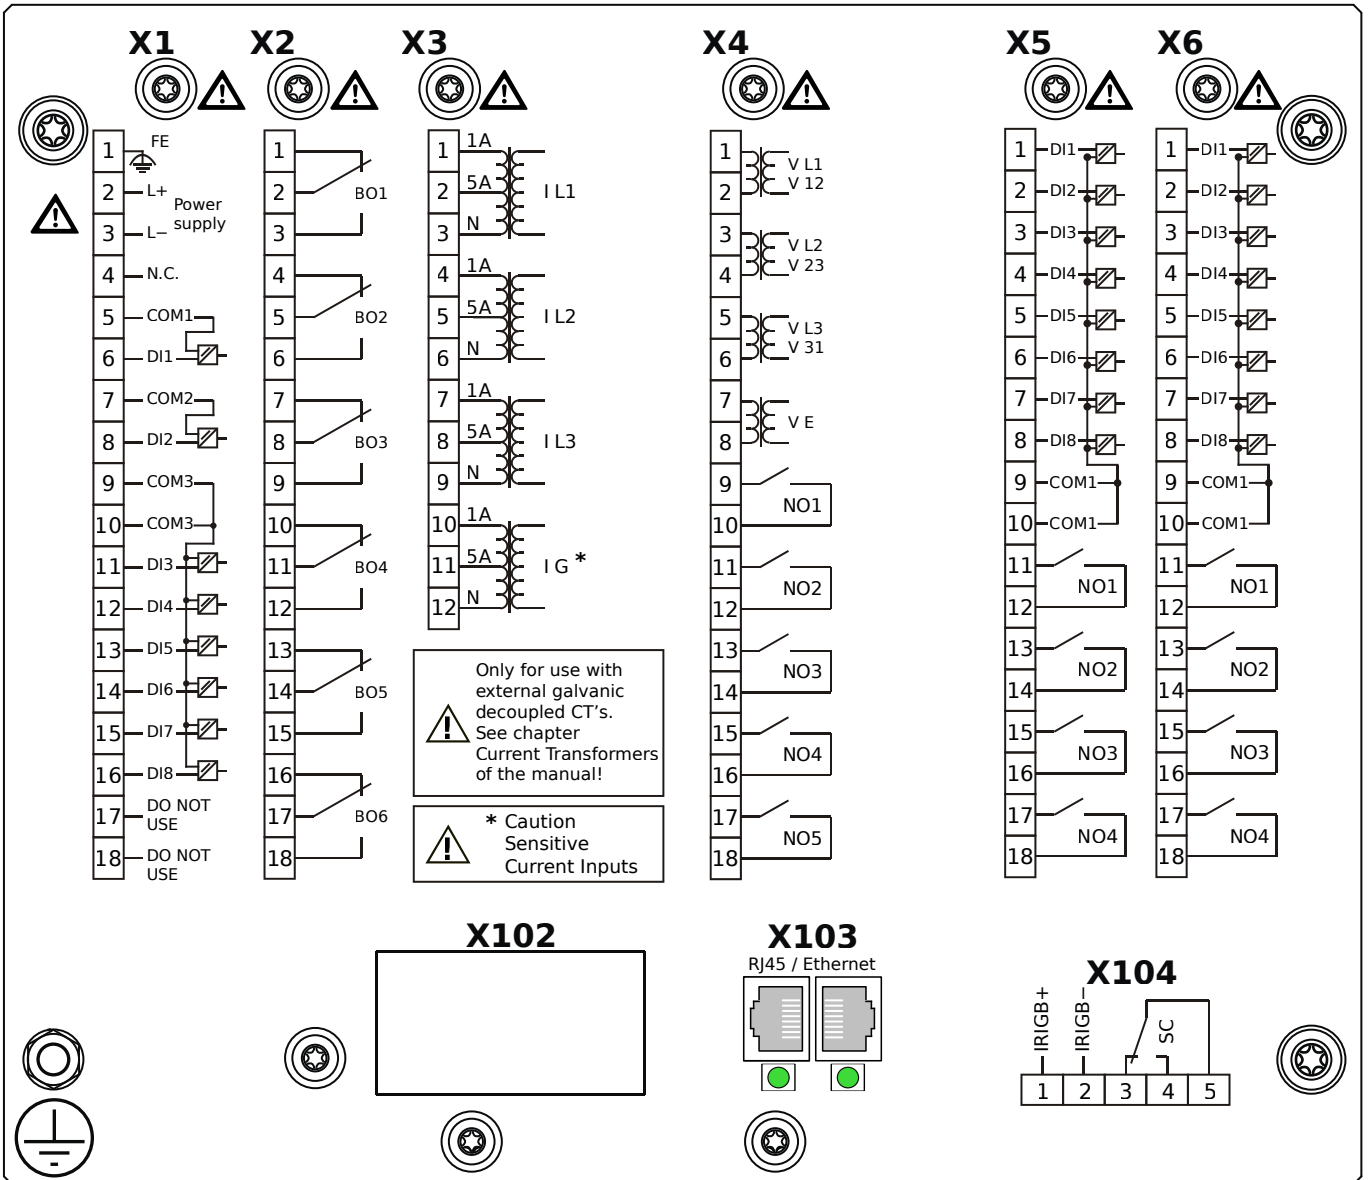 X1 X2 X3 X4 X5 X6
1 FE
2 L+
Power
supply
3 L−
4 N.C.
5 COM1
6 DI1
7 COM2
8 DI2
9 COM3
10 COM3
11 DI3
12 DI4
13 DI5
14 DI6
15 DI7
16 DI8
17 DO NOT
USE
18 DO NOT
USE
1
2 BO1
3
4
5 BO2
6
7
8 BO3
9
10
11 BO4
12
13
14 BO5
15
16
17 BO6
18
1 1A
2 5A I L1
3 N
4 1A
5 5A I L2
6 N
7 1A
8 5A I L3
9 N
10 1A
11 5A I G *
12 N
Only for use with
external galvanic
decoupled CT's.
See chapter
Current Transformers
of the manual!
* Caution
Sensitive
Current Inputs
1 V L1
2 V 12
3 V L2
4 V 23
5 V L3
6 V 31
7 V E
8
9
NO1
10
11
NO2
12
13
NO3
14
15
NO4
16
17
NO5
18
1 DI1
2 DI2
3 DI3
4 DI4
5 DI5
6 DI6
7 DI7
8 DI8
9 COM1
10 COM1
11
NO1
12
13
NO2
14
15
NO3
16
17
NO4
18
1 DI1
2 DI2
3 DI3
4 DI4
5 DI5
6 DI6
7 DI7
8 DI8
9 COM1
10 COM1
11
NO1
12
13
NO2
14
15
NO3
16
17
NO4
18
X102
X103
RJ45 / Ethernet
X104
IRIGB+
IRIGB−
SC
1 2 3 4 5